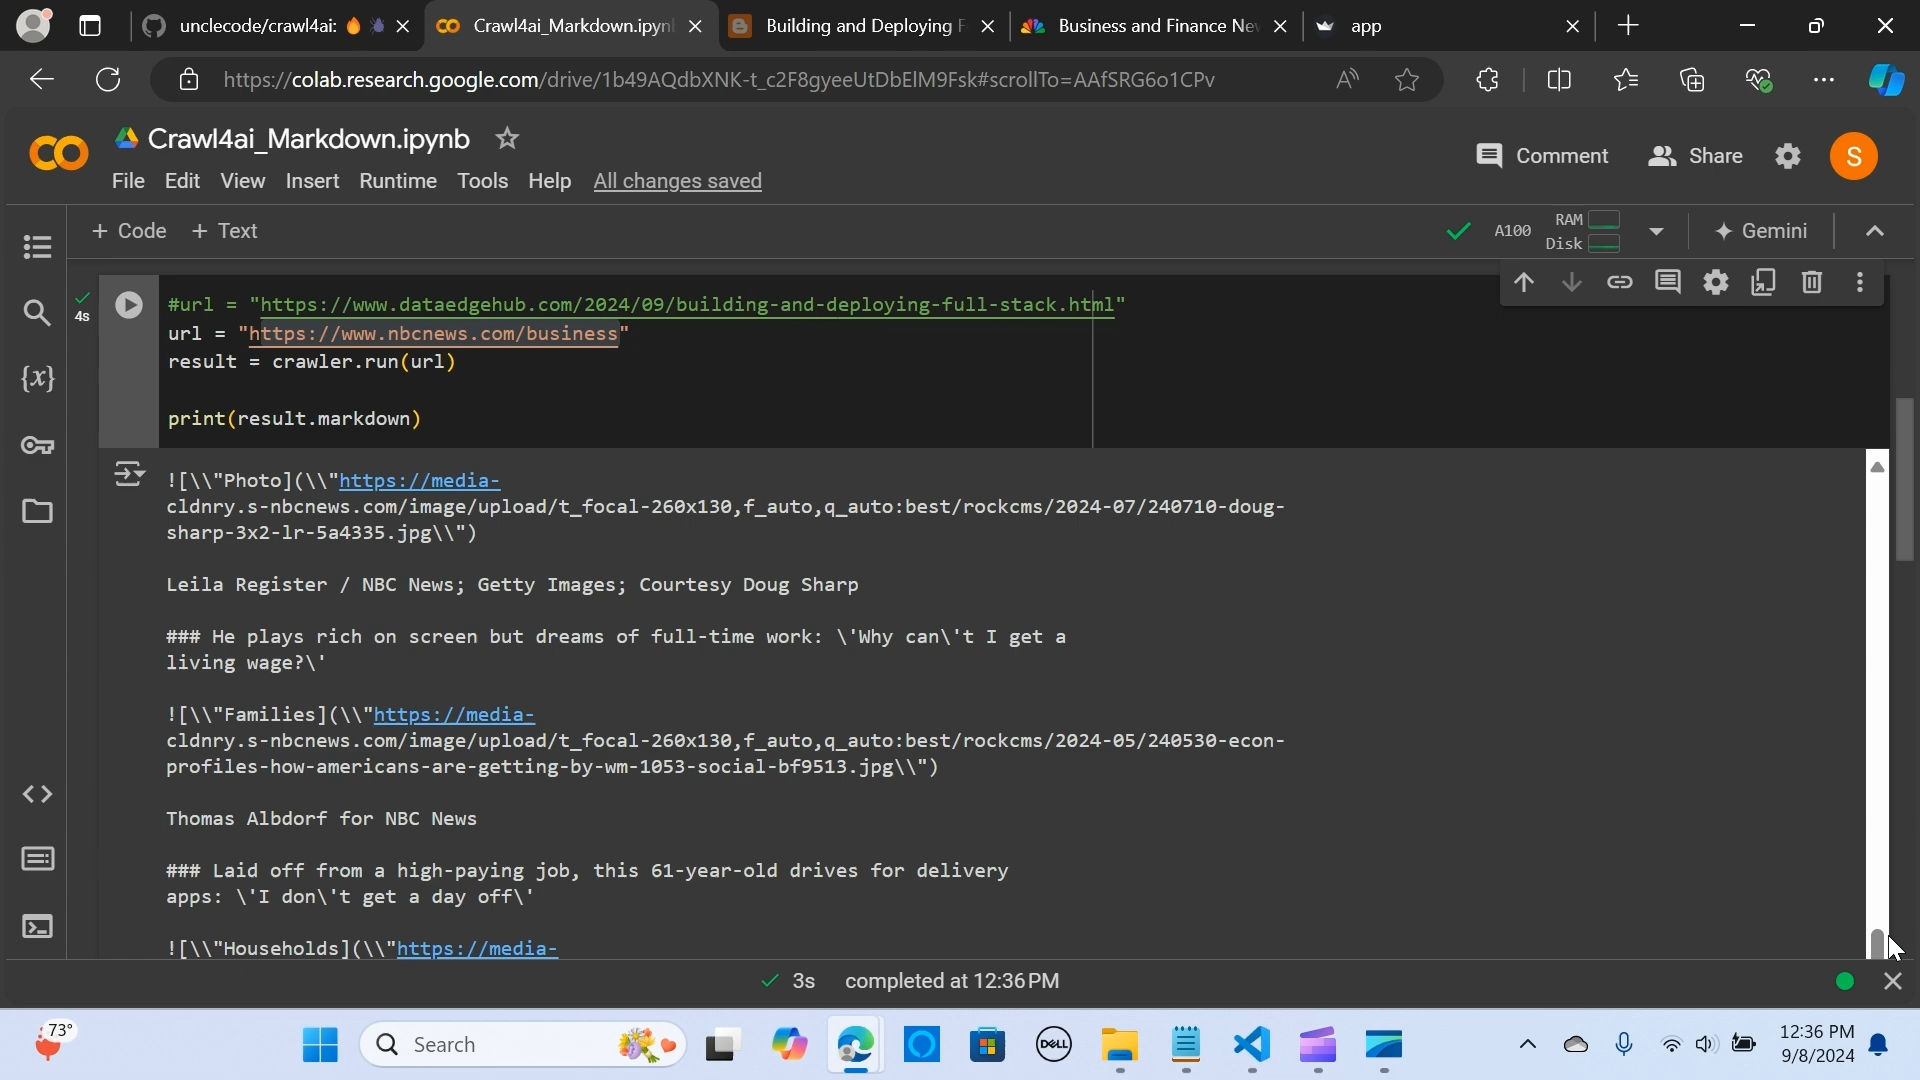 unclecode/crawl4ai: 🔥 🕷
Crawl4ai_Markdown.ipyn
Building and Deploying F
Business and Finance Ne
app
https://colab.research.google.com/drive/1b49AQdbXNK-t_c2F8gyeeUtDbElM9Fsk#scrollTo=AAfSRG6o1CPv
Crawl4ai_Markdown.ipynb
Comment
Share
S
File Edit View Insert Runtime Tools Help All changes saved
+ Code + Text
A100
RAM
Disk
Gemini
4s
#url = "https://www.dataedgehub.com/2024/09/building-and-deploying-full-stack.html"
url = "https://www.nbcnews.com/business"
result = crawler.run(url)
print(result.markdown)
![\\"Photo](\\"https://media-
cldnry.s-nbcnews.com/image/upload/t_focal-260x130,f_auto,q_auto:best/rockcms/2024-07/240710-doug-
sharp-3x2-lr-5a4335.jpg\\")
Leila Register / NBC News; Getty Images; Courtesy Doug Sharp
### He plays rich on screen but dreams of full-time work: \'Why can\'t I get a
living wage?\'
![\\"Families](\\"https://media-
cldnry.s-nbcnews.com/image/upload/t_focal-260x130,f_auto,q_auto:best/rockcms/2024-05/240530-econ-
profiles-how-americans-are-getting-by-wm-1053-social-bf9513.jpg\\")
Thomas Albdorf for NBC News
### Laid off from a high-paying job, this 61-year-old drives for delivery
apps: \'I don\'t get a day off\'
![\\"Households](\\"https://media-
3s completed at 12:36 PM
73°
Search
DELL
12:36 PM
9/8/2024